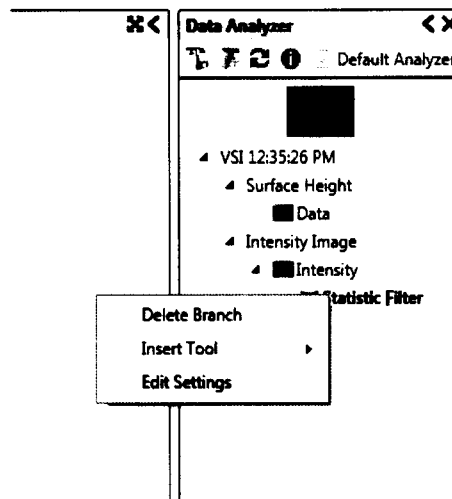 Data Analyzer
Default Analyzer
VSI 12:35:26 PM
Surface Height
Data
Intensity Image
Intensity
Statistic Filter
Delete Branch
Insert Tool
Edit Settings